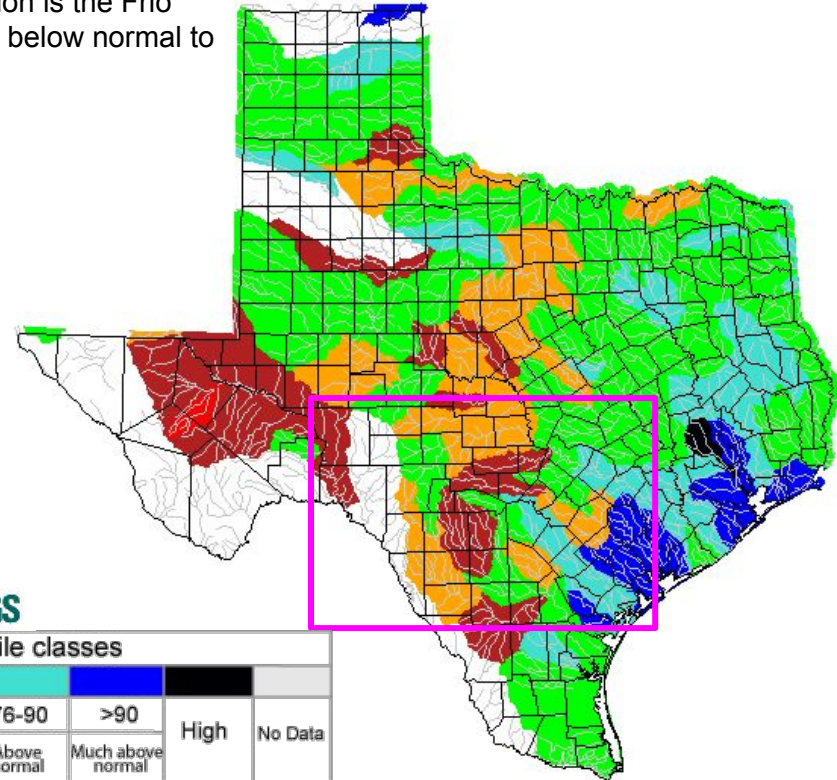 ion is the Frio
below normal to
GS
ile classes
76-90 >90 High No Data
Above normal Much above normal